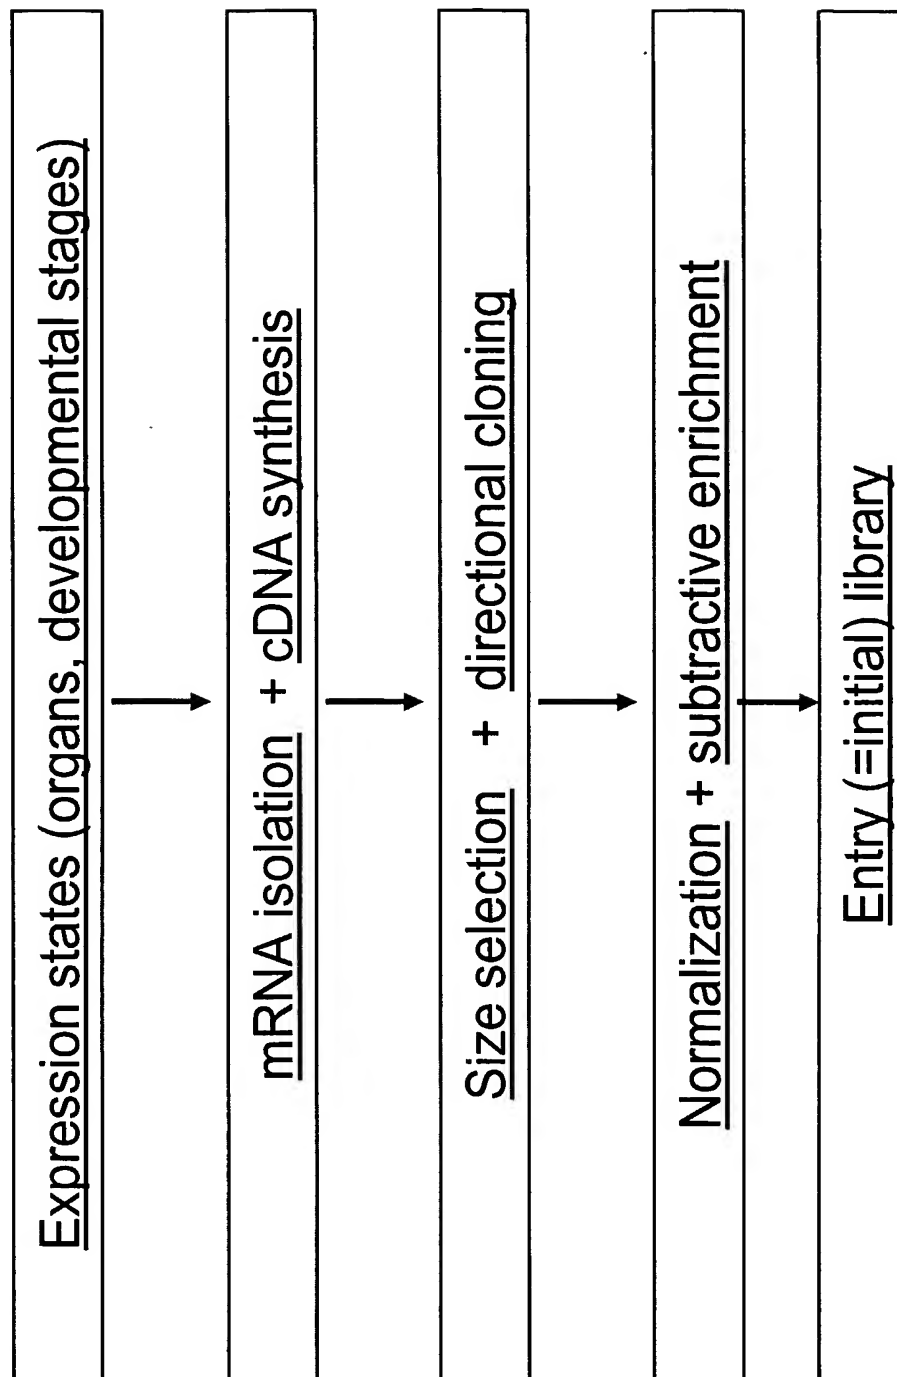 Expression states (organs, developmental stages)
mRNA isolation + cDNA synthesis
Size selection + directional cloning
Normalization + subtractive enrichment
Entry (=initial) library